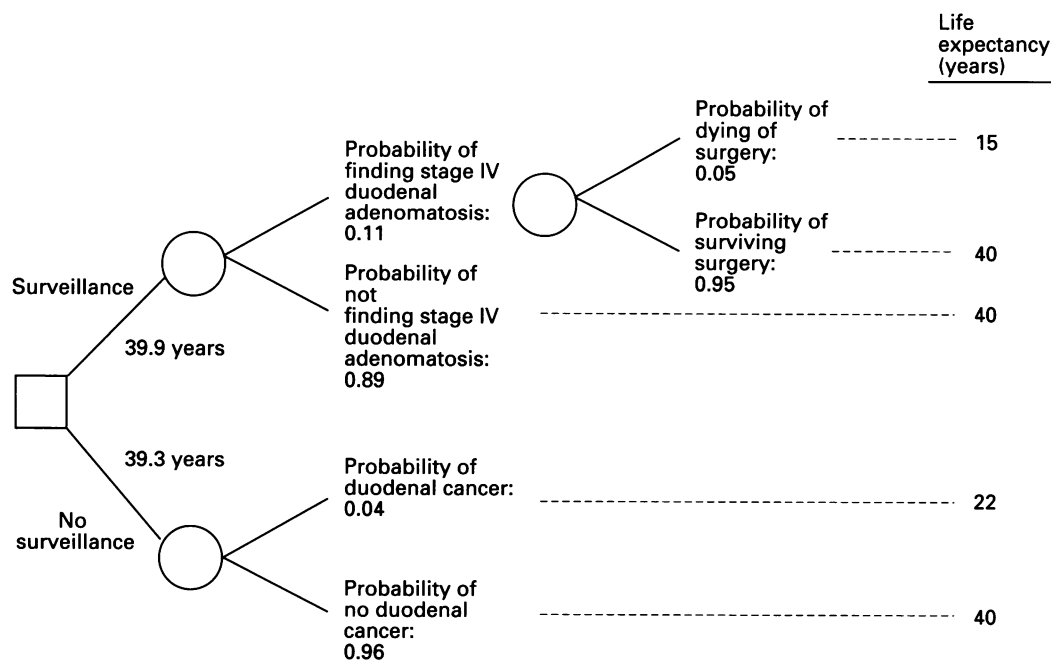 Life
expectancy
(years)
Probability of
dying of
surgery:
0.05
15
Probability of
finding stage IV
duodenal
adenomatosis:
0.11
Probability of
surviving
surgery:
0.95
40
Surveillance
Probability of
not
finding stage IV
duodenal
adenomatosis:
0.89
40
39.9 years
39.3 years
Probability of
duodenal cancer:
0.04
22
No
surveillance
Probability of
no duodenal
cancer:
0.96
40